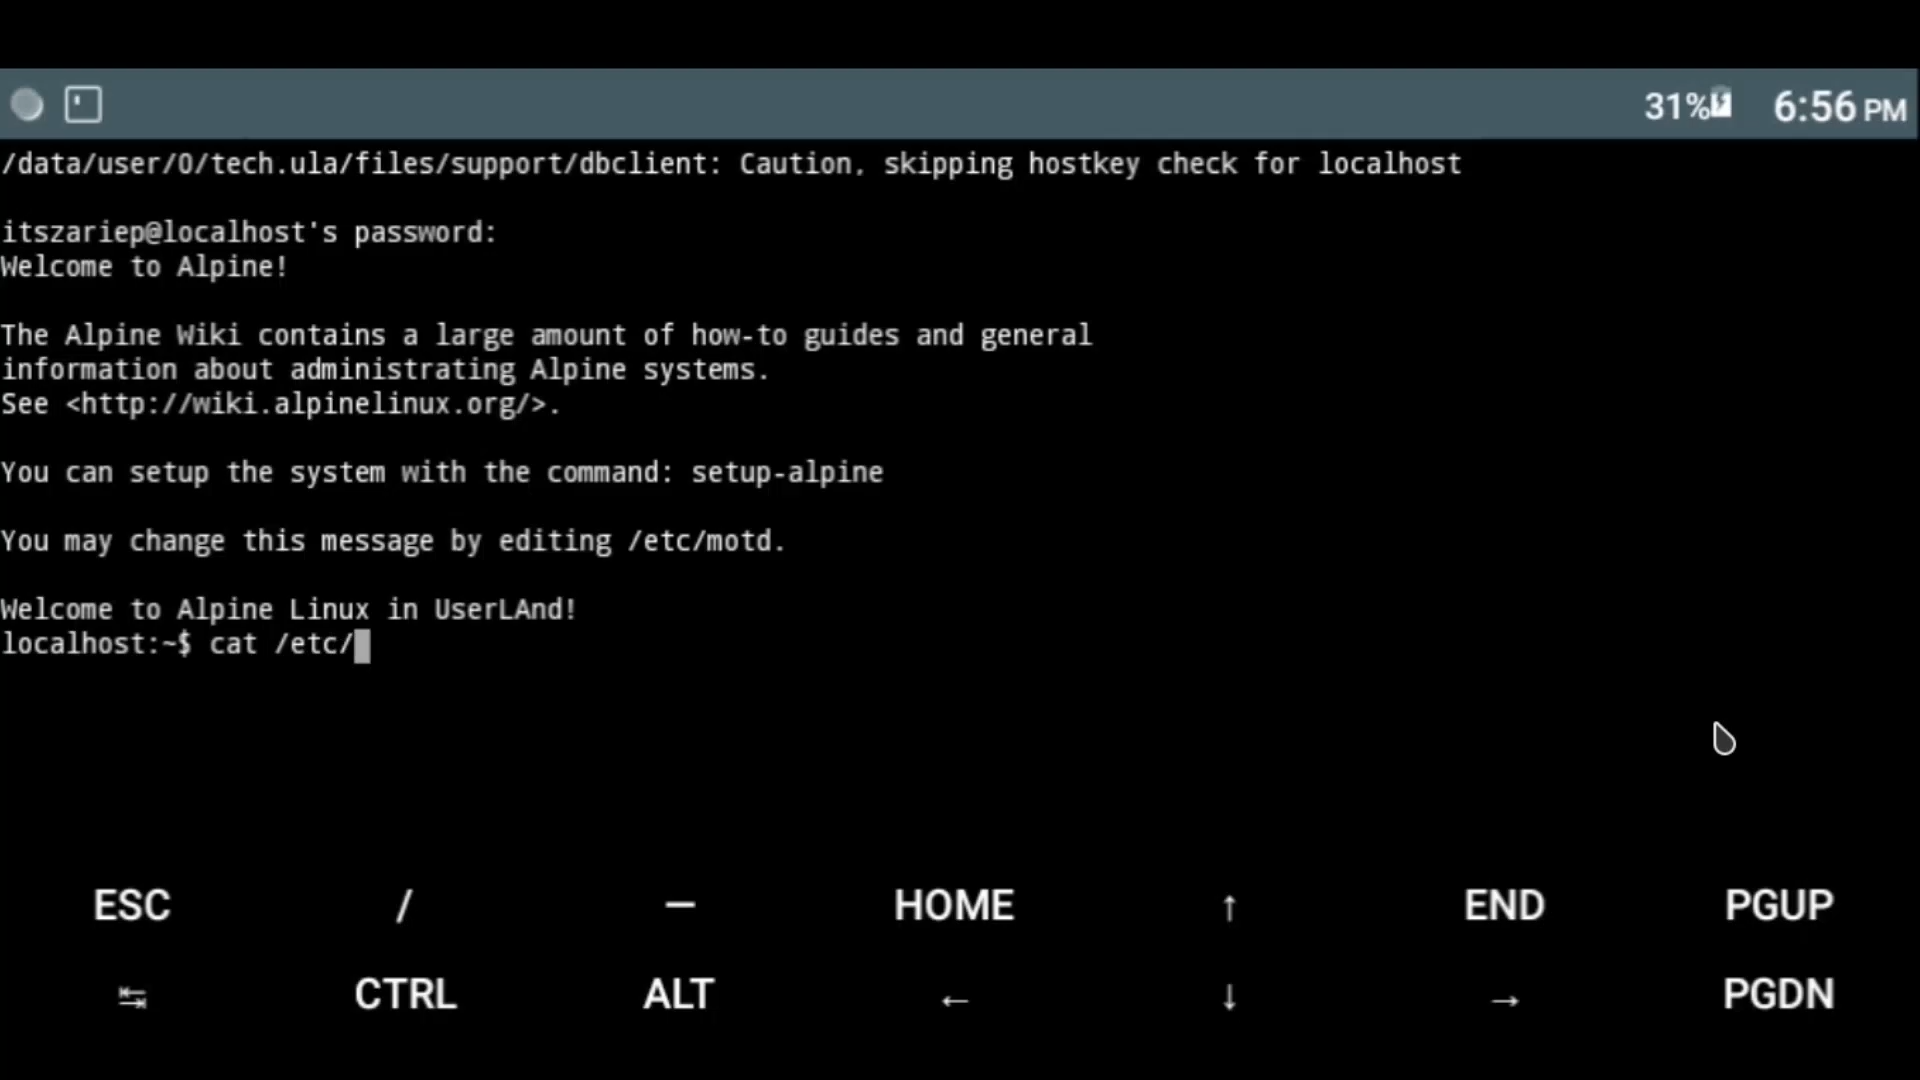 31% 6:56 PM
/data/user/0/tech.ula/files/support/dbclient: Caution, skipping hostkey check for localhost
itszariep@localhost's password:
Welcome to Alpine!
The Alpine Wiki contains a large amount of how-to guides and general
information about administrating Alpine systems.
See <http://wiki.alpinelinux.org/>.
You can setup the system with the command: setup-alpine
You may change this message by editing /etc/motd.
Welcome to Alpine Linux in UserLAnd!
localhost:~$ cat /etc/
ESC / — HOME ↑ END PGUP
↹ CTRL ALT ← ↓ → PGDN